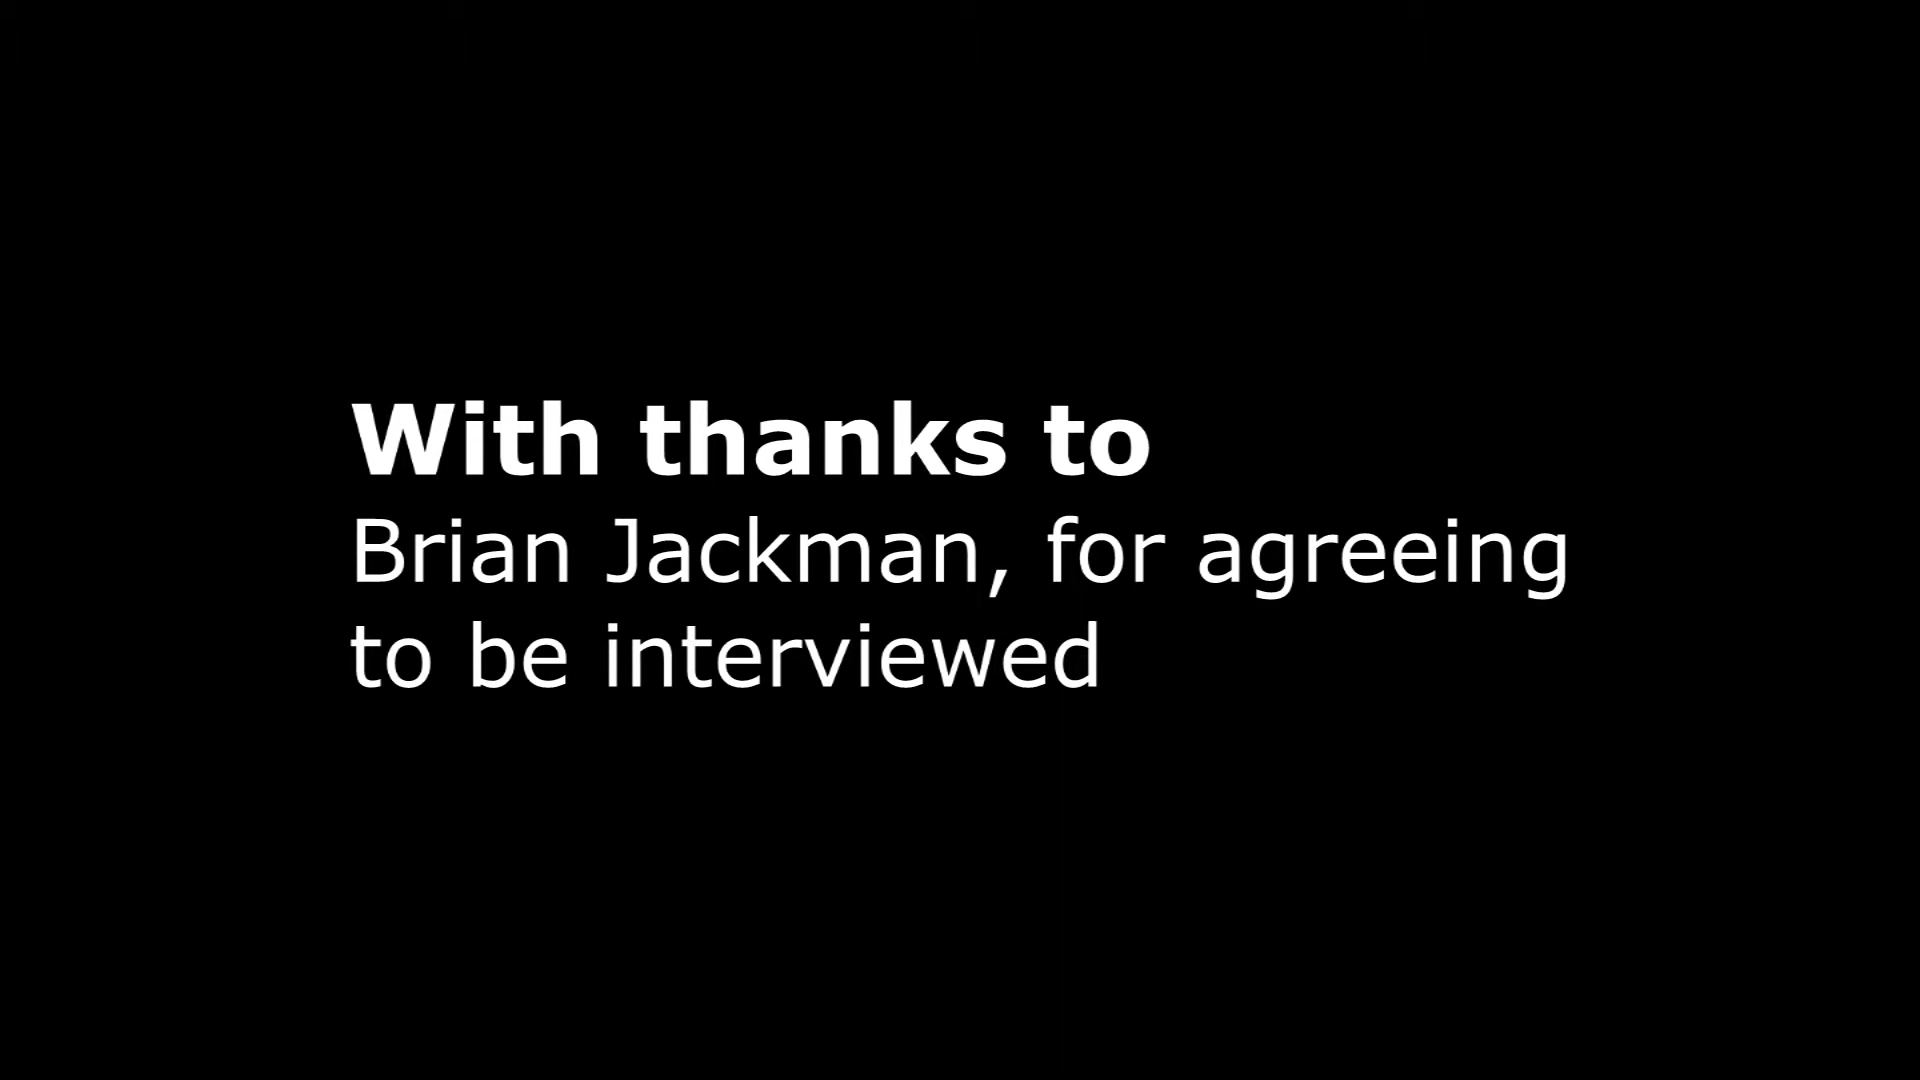 With thanks to
Brian Jackman, for agreeing
to be interviewed